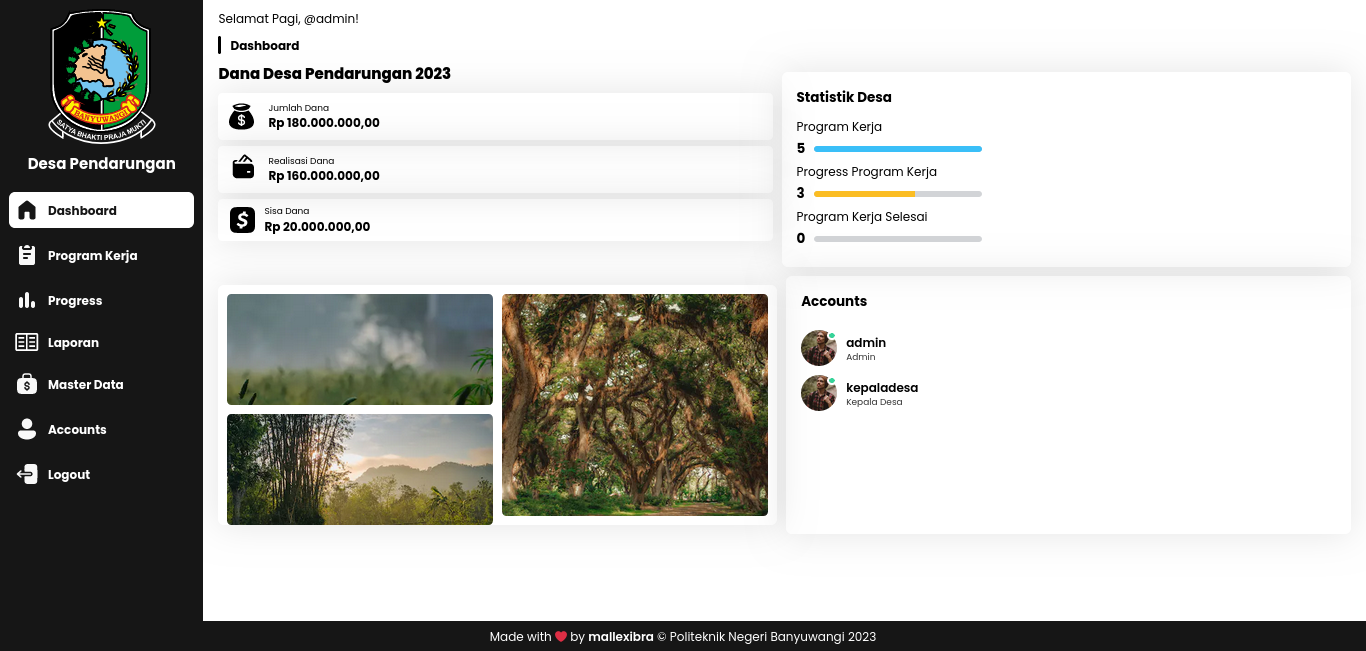 BANYUWANGI
SATYA BHAKTI PRAJA MUKTI
Desa Pendarungan
Dashboard
Program Kerja
Progress
Laporan
Master Data
Accounts
Logout
Selamat Pagi, @admin!
Dashboard
Dana Desa Pendarungan 2023
Jumlah Dana
Rp 180.000.000,00
Realisasi Dana
Rp 160.000.000,00
Sisa Dana
Rp 20.000.000,00
Statistik Desa
Program Kerja
5
Progress Program Kerja
3
Program Kerja Selesai
0
Accounts
admin
Admin
kepaladesa
Kepala Desa
Made with ❤ by mallexibra © Politeknik Negeri Banyuwangi 2023